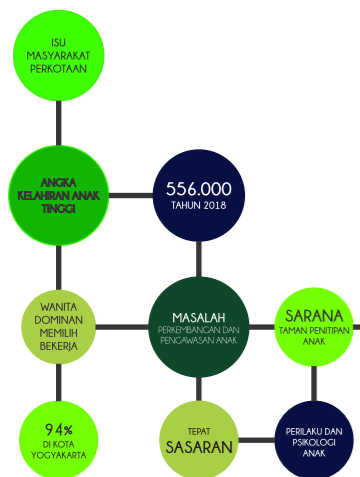 ISU
MASYARAKAT
PERKOTAAN
ANGKA
KELAHIRAN ANAK
TINGGI
556.000
TAHUN 2018
WANITA
DOMINAN
MEMILIH
BEKERJA
MASALAH
PERKEMBANGAN DAN
PENGAWASAN ANAK
SARANA
TAMAN PENITIPAN
ANAK
94%
DI KOTA
YOGYAKARTA
TEPAT
SASARAN
PERILAKU DAN
PSIKOLOGI
ANAK